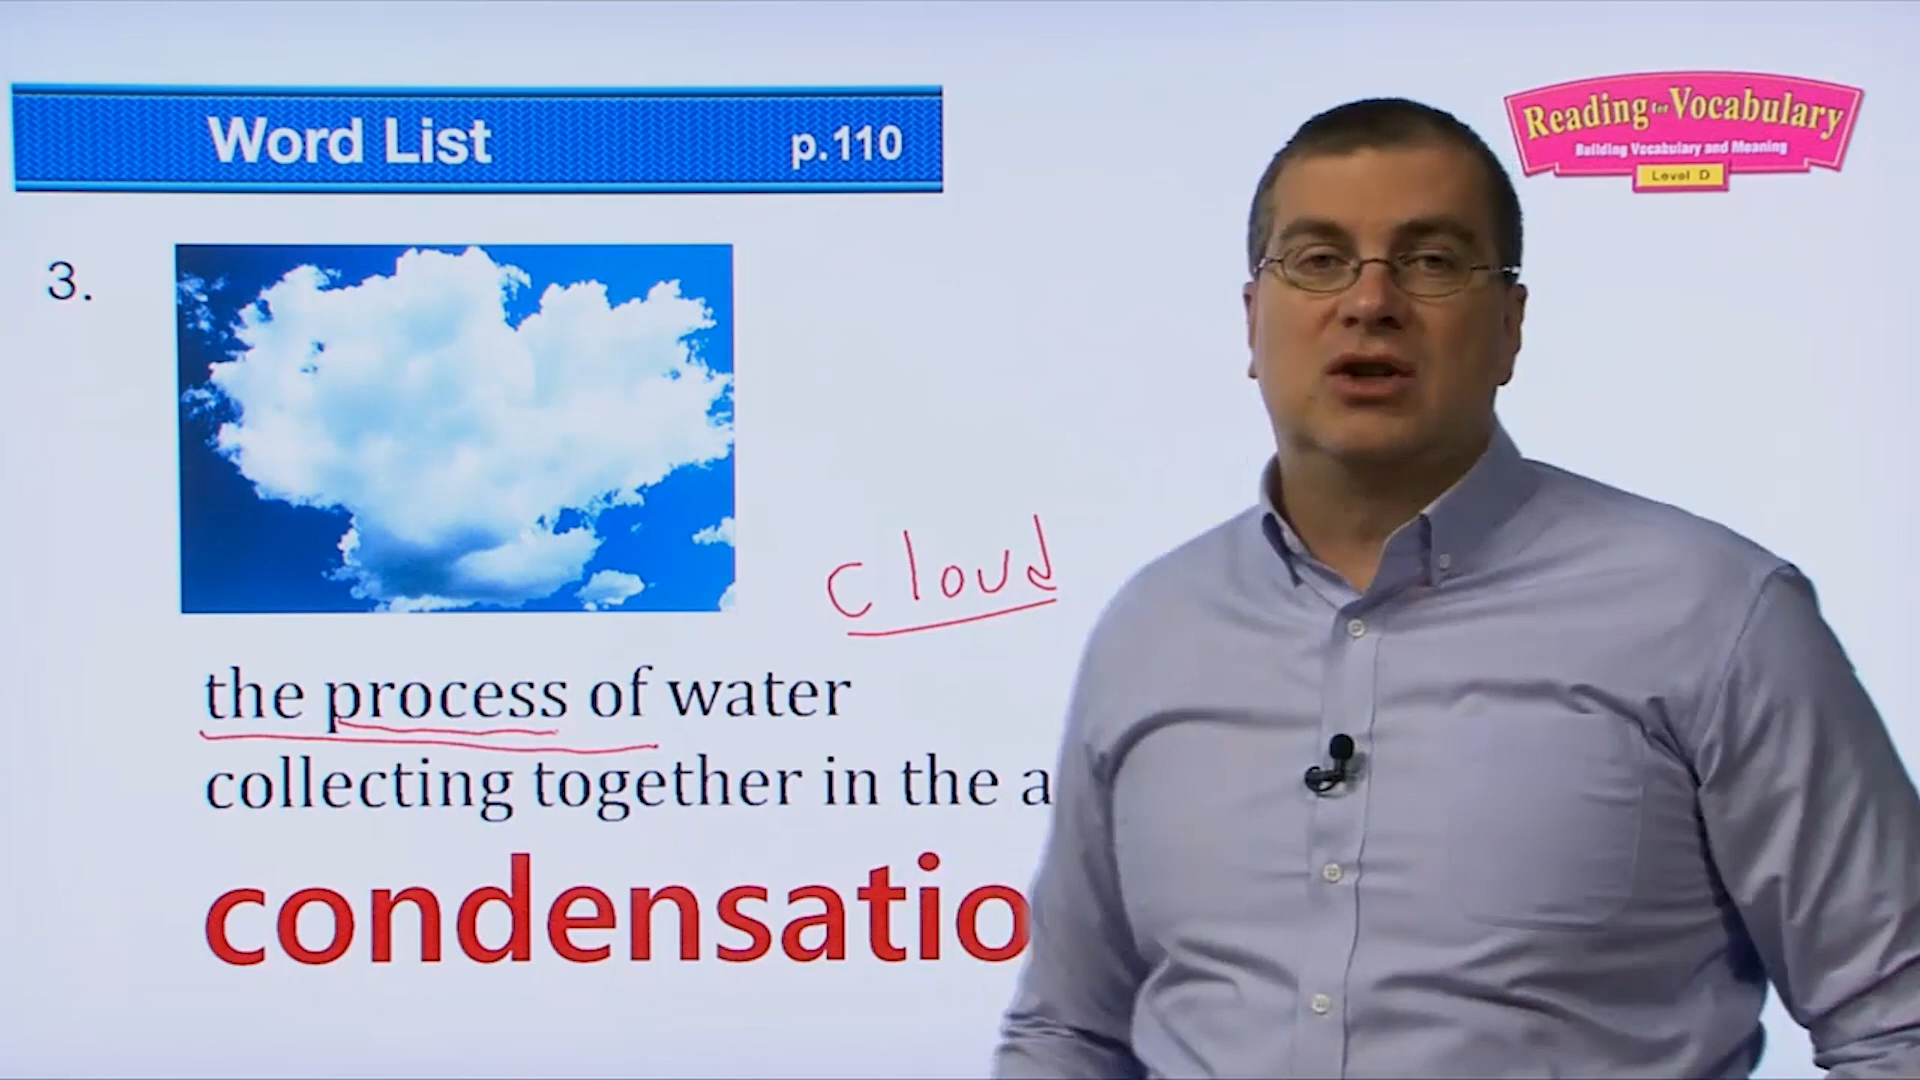 Word List
p.110
Reading for Vocabulary
Building Vocabulary and Meaning
Level D
3.
cloud
the process of water
collecting together in the a
condensatio